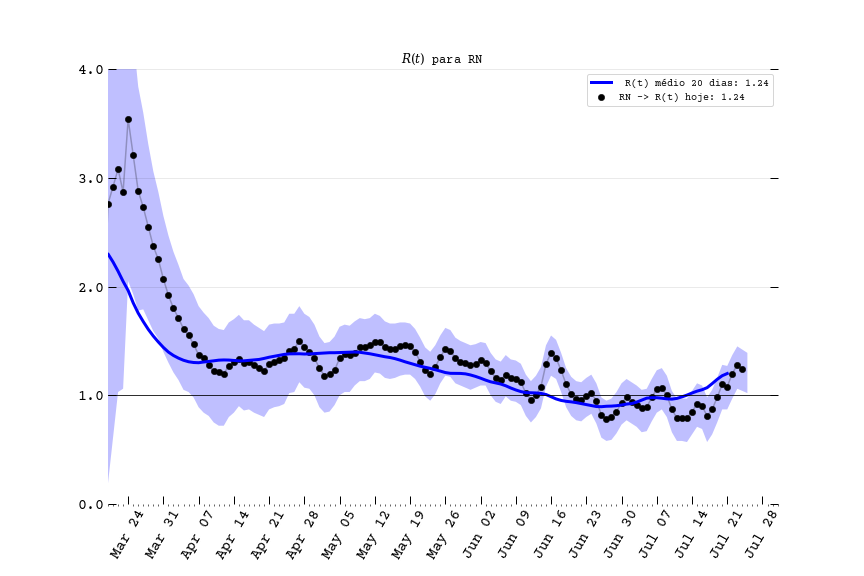 R(t) para RN
R(t) médio 20 dias: 1.24
RN -> R(t) hoje: 1.24
4.0
3.0
2.0
1.0
0.0
Mar 24
Mar 31
Apr 07
Apr 14
Apr 21
Apr 28
May 05
May 12
May 19
May 26
Jun 02
Jun 09
Jun 16
Jun 23
Jun 30
Jul 07
Jul 14
Jul 21
Jul 28